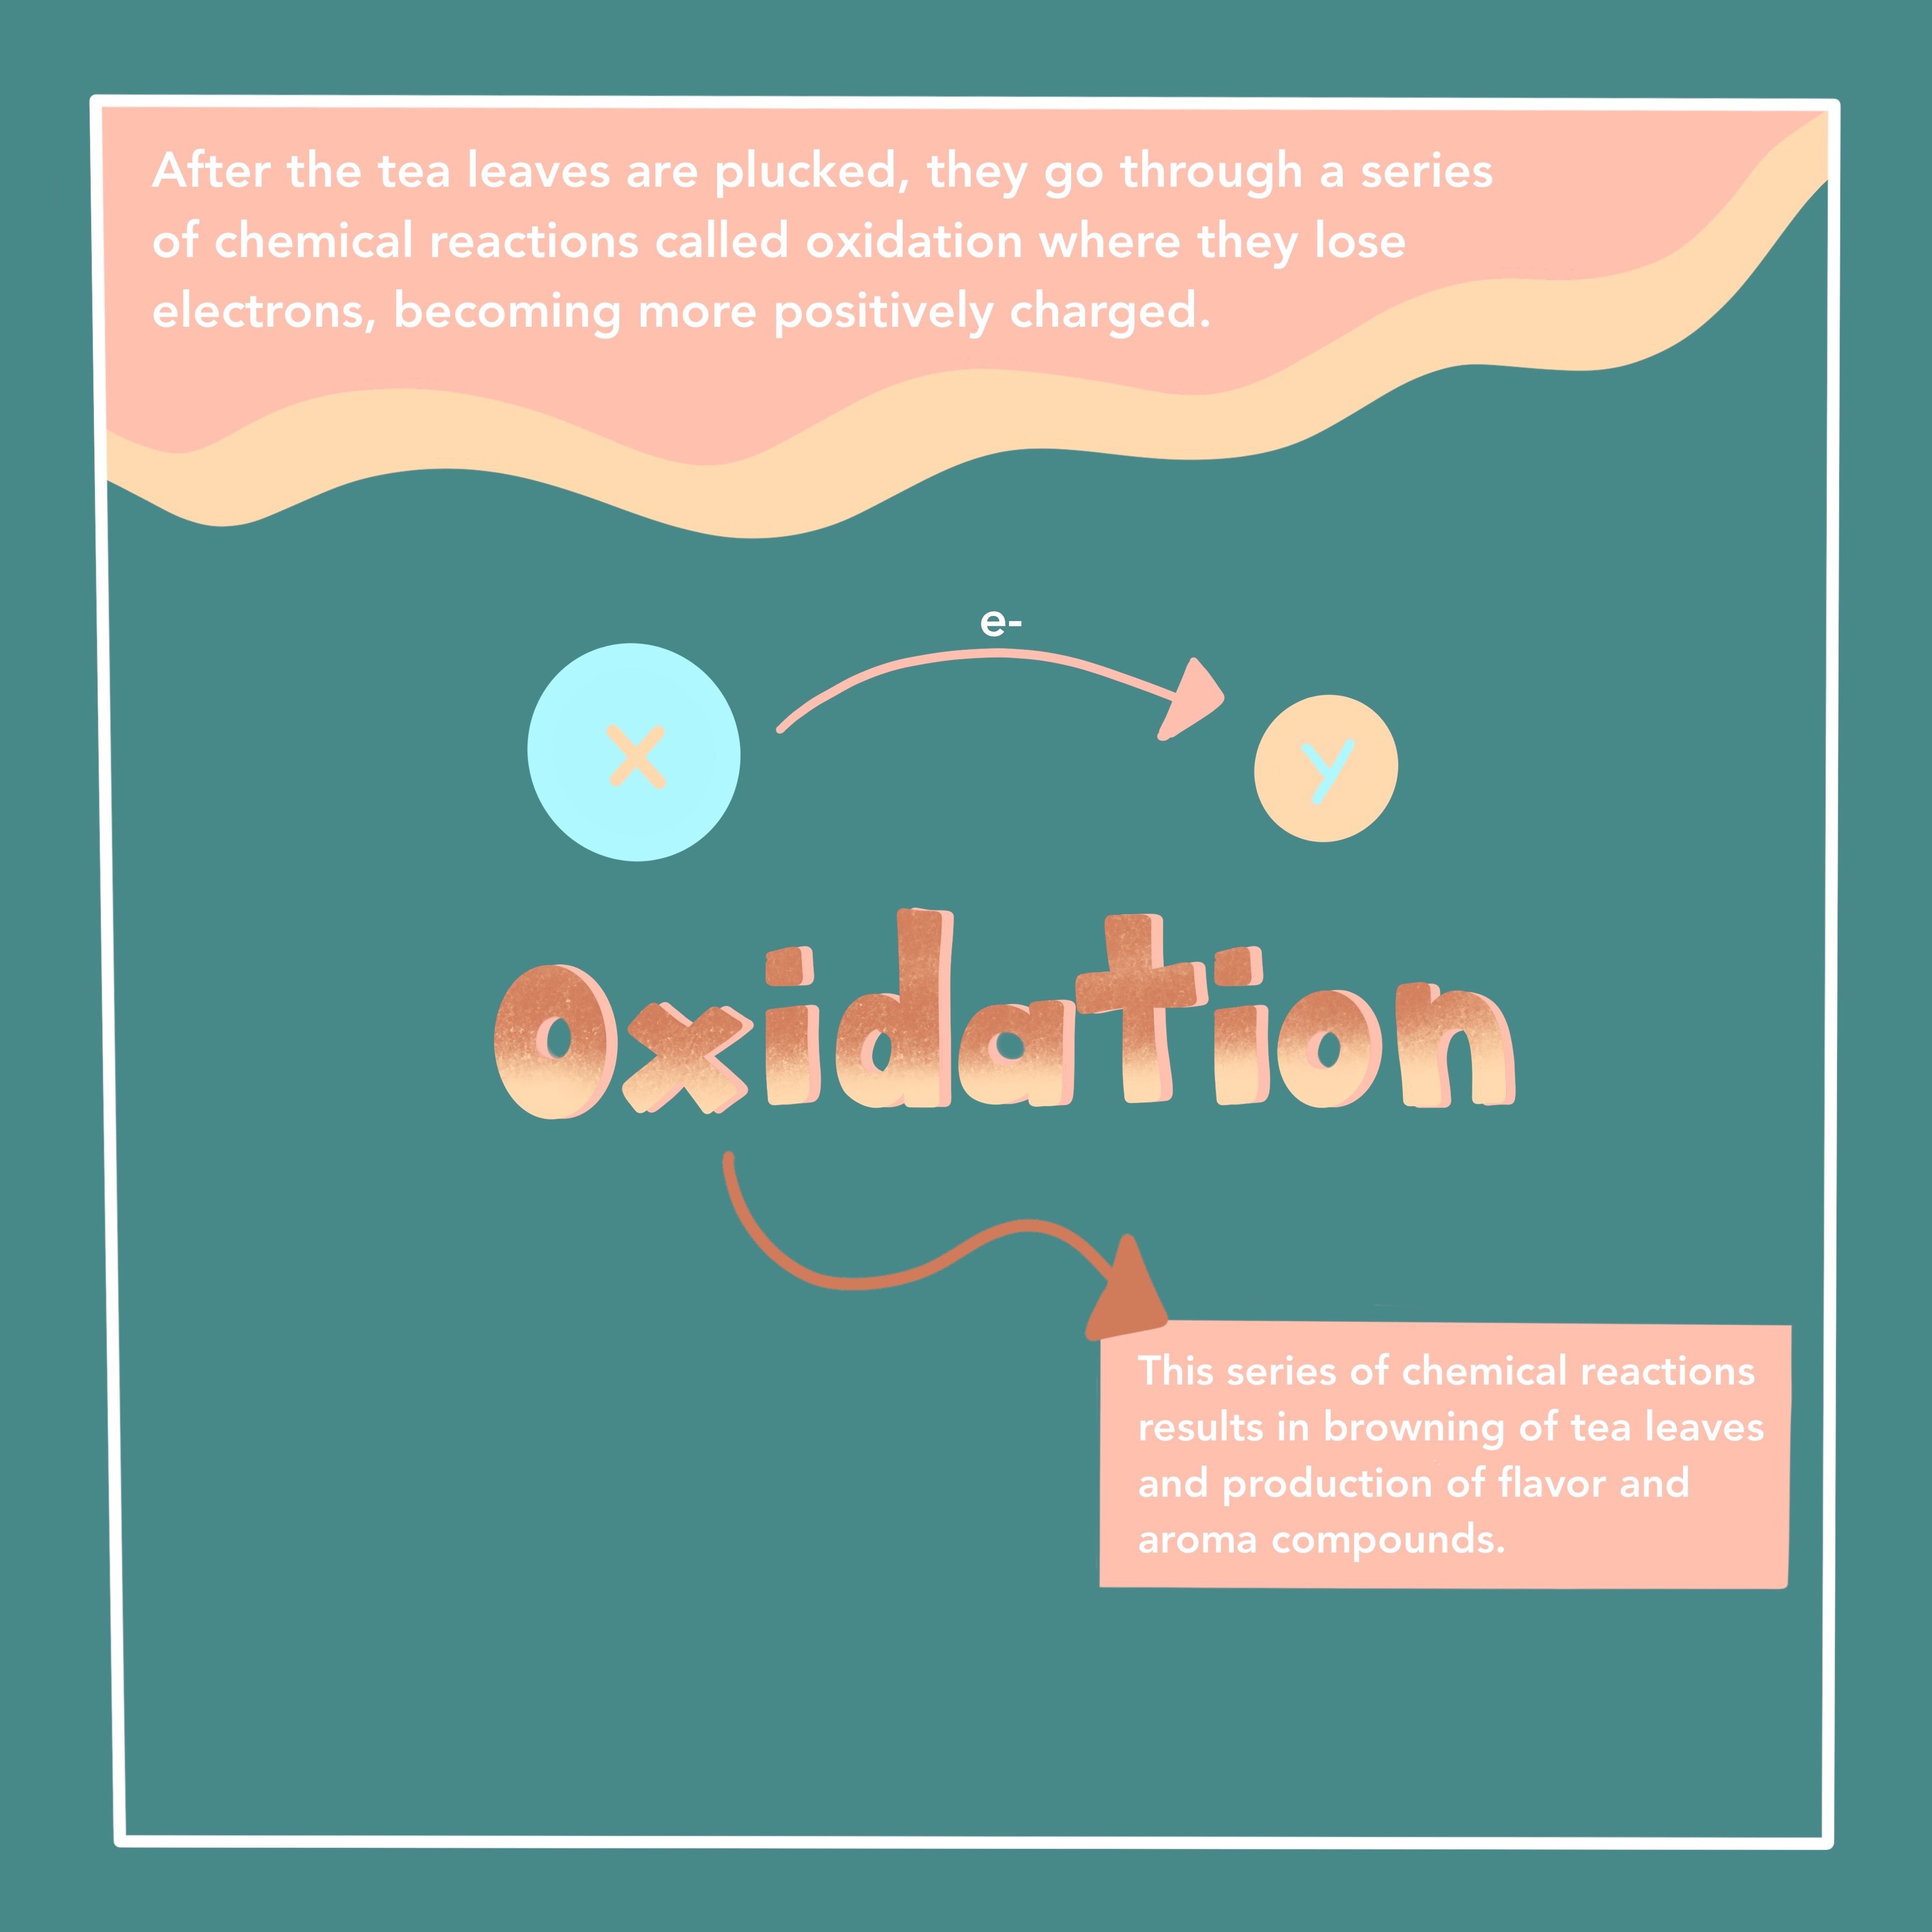 After the tea leaves are plucked, they go through a series
of chemical reactions called oxidation where they lose
electrons, becoming more positively charged.
e-
x
y
Oxidation
This series of chemical reactions
results in browning of tea leaves
and production of flavor and
aroma compounds.